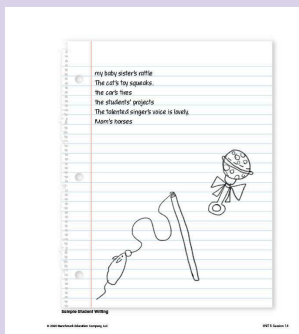 my baby sister's rattle
The cat's toy squeaks.
the car's tires
the students' projects
The talented singer's voice is lovely.
Mom's horses
Sample Student Writing